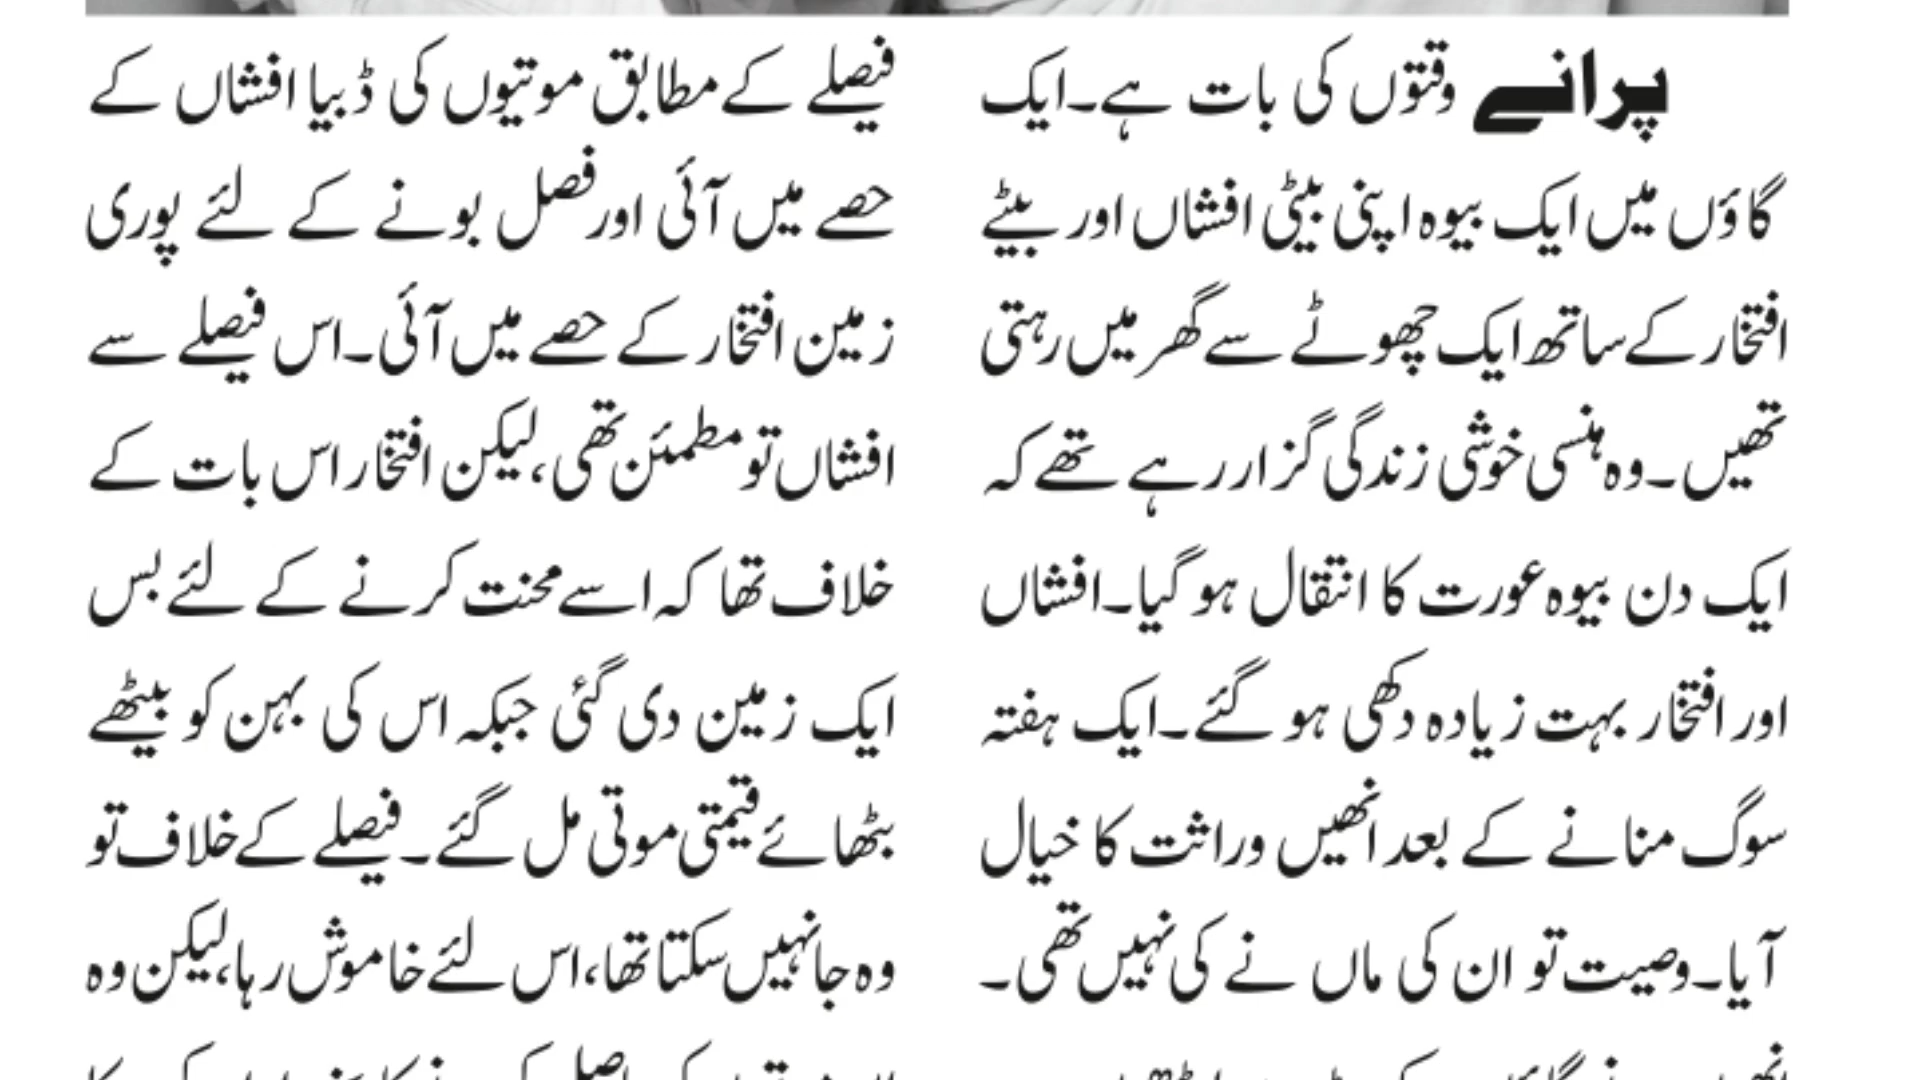 پرانے وقتوں کی بات ہے۔ایک
گاؤں میں ایک بیوہ اپنی بیٹی افشاں اور بیٹے
افتخار کے ساتھ ایک چھوٹے سے گھر میں رہتی
تھیں۔وہ ہنسی خوشی زندگی گزار رہے تھے کہ
ایک دن بیوہ عورت کا انتقال ہو گیا۔افشاں
اور افتخار بہت زیادہ دکھی ہو گئے۔ایک ہفتہ
سوگ منانے کے بعد انھیں وراثت کا خیال
آیا۔وصیت تو ان کی ماں نے کی نہیں تھی۔
فیصلے کے مطابق موتیوں کی ڈبیا افشاں کے
حصے میں آئی اور فصل بونے کے لئے پوری
زمین افتخار کے حصے میں آئی۔اس فیصلے سے
افشاں تو مطمئن تھی،لیکن افتخار اس بات کے
خلاف تھا کہ اسے محنت کرنے کے لئے بس
ایک زمین دی گئی جبکہ اس کی بہن کو بیٹھے
بٹھائے قیمتی موتی مل گئے۔فیصلے کے خلاف تو
وہ جا نہیں سکتا تھا،اس لئے خاموش رہا،لیکن وہ